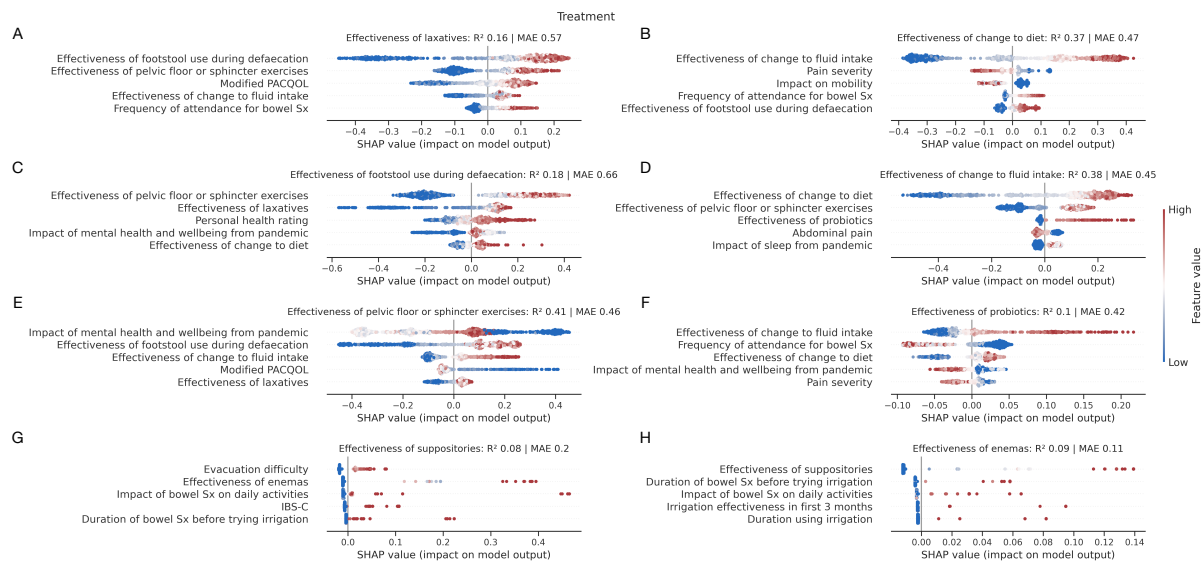 Treatment
A
Effectiveness of laxatives: R² 0.16 | MAE 0.57
Effectiveness of footstool use during defaecation
Effectiveness of pelvic floor or sphincter exercises
Modified PACQOL
Effectiveness of change to fluid intake
Frequency of attendance for bowel Sx
−0.4 −0.3 −0.2 −0.1 0.0 0.1 0.2
SHAP value (impact on model output)
B
Effectiveness of change to diet: R² 0.37 | MAE 0.47
Effectiveness of change to fluid intake
Pain severity
Impact on mobility
Frequency of attendance for bowel Sx
Effectiveness of footstool use during defaecation
−0.4 −0.3 −0.2 −0.1 0.0 0.1 0.2 0.3 0.4
SHAP value (impact on model output)
C
Effectiveness of footstool use during defaecation: R² 0.18 | MAE 0.66
Effectiveness of pelvic floor or sphincter exercises
Effectiveness of laxatives
Personal health rating
Impact of mental health and wellbeing from pandemic
Effectiveness of change to diet
−0.6 −0.4 −0.2 0.0 0.2 0.4
SHAP value (impact on model output)
D
Effectiveness of change to fluid intake: R² 0.38 | MAE 0.45
Effectiveness of change to diet
Effectiveness of pelvic floor or sphincter exercises
Effectiveness of probiotics
Abdominal pain
Impact of sleep from pandemic
−0.4 −0.2 0.0 0.2
SHAP value (impact on model output)
High
Feature value
Low
E
Effectiveness of pelvic floor or sphincter exercises: R² 0.41 | MAE 0.46
Impact of mental health and wellbeing from pandemic
Effectiveness of footstool use during defaecation
Effectiveness of change to fluid intake
Modified PACQOL
Effectiveness of laxatives
−0.4 −0.2 0.0 0.2 0.4
SHAP value (impact on model output)
F
Effectiveness of probiotics: R² 0.1 | MAE 0.42
Effectiveness of change to fluid intake
Frequency of attendance for bowel Sx
Effectiveness of change to diet
Impact of mental health and wellbeing from pandemic
Pain severity
−0.10 −0.05 0.00 0.05 0.10 0.15 0.20
SHAP value (impact on model output)
G
Effectiveness of suppositories: R² 0.08 | MAE 0.2
Evacuation difficulty
Effectiveness of enemas
Impact of bowel Sx on daily activities
IBS-C
Duration of bowel Sx before trying irrigation
0.0 0.1 0.2 0.3 0.4
SHAP value (impact on model output)
H
Effectiveness of enemas: R² 0.09 | MAE 0.11
Effectiveness of suppositories
Duration of bowel Sx before trying irrigation
Impact of bowel Sx on daily activities
Irrigation effectiveness in first 3 months
Duration using irrigation
0.00 0.02 0.04 0.06 0.08 0.10 0.12 0.14
SHAP value (impact on model output)